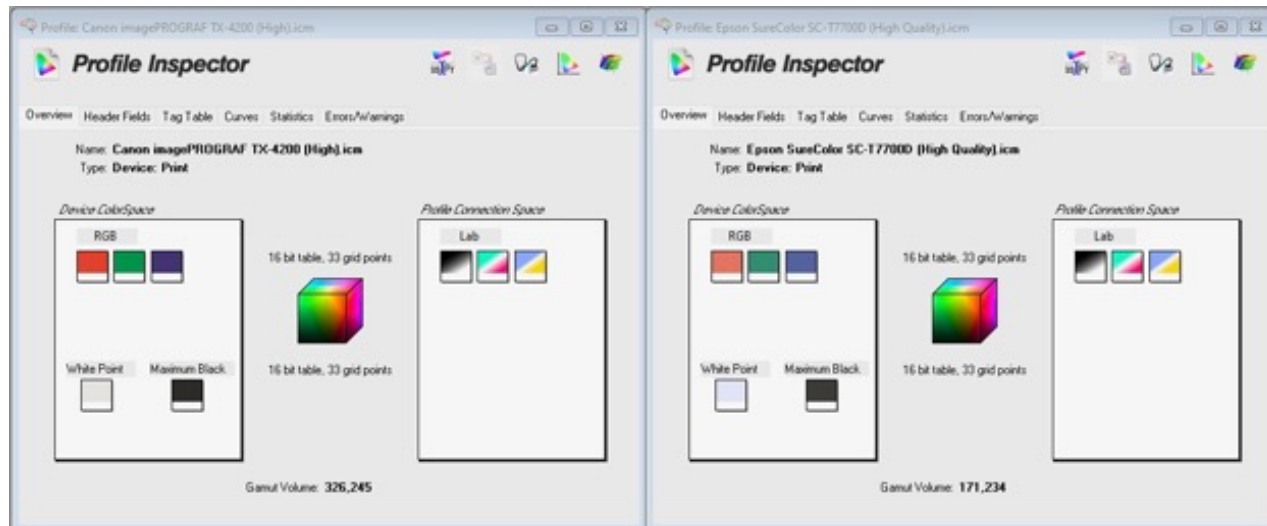 Profile: Canon imagePROGRAF TX-4200 (High).icm
Profile Inspector
Overview Header Fields Tag Table Curves Statistics Errors/Warnings
Name: Canon imagePROGRAF TX-4200 (High).icm
Type: Device: Print
Device ColorSpace
Profile Connection Space
RGB
Lab
16 bit table, 33 grid points
White Point Maximum Black
16 bit table, 33 grid points
Gamut Volume: 326,245
Profile: Epson SureColor SC-T7700D (High Quality).icm
Profile Inspector
Overview Header Fields Tag Table Curves Statistics Errors/Warnings
Name: Epson SureColor SC-T7700D (High Quality).icm
Type: Device: Print
Device ColorSpace
Profile Connection Space
RGB
Lab
16 bit table, 33 grid points
White Point Maximum Black
16 bit table, 33 grid points
Gamut Volume: 171,234